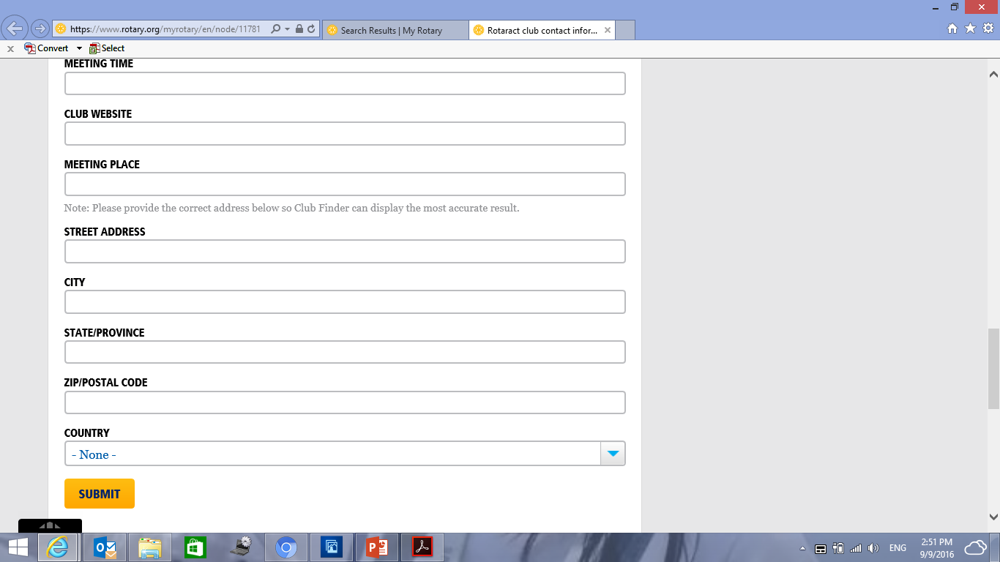 https://www.rotary.org/myrotary/en/node/11781
Search Results | My Rotary
Rotaract club contact infor...
x Convert Select
MEETING TIME
CLUB WEBSITE
MEETING PLACE
Note: Please provide the correct address below so Club Finder can display the most accurate result.
STREET ADDRESS
CITY
STATE/PROVINCE
ZIP/POSTAL CODE
COUNTRY
- None -
SUBMIT
ENG
2:51 PM
9/9/2016